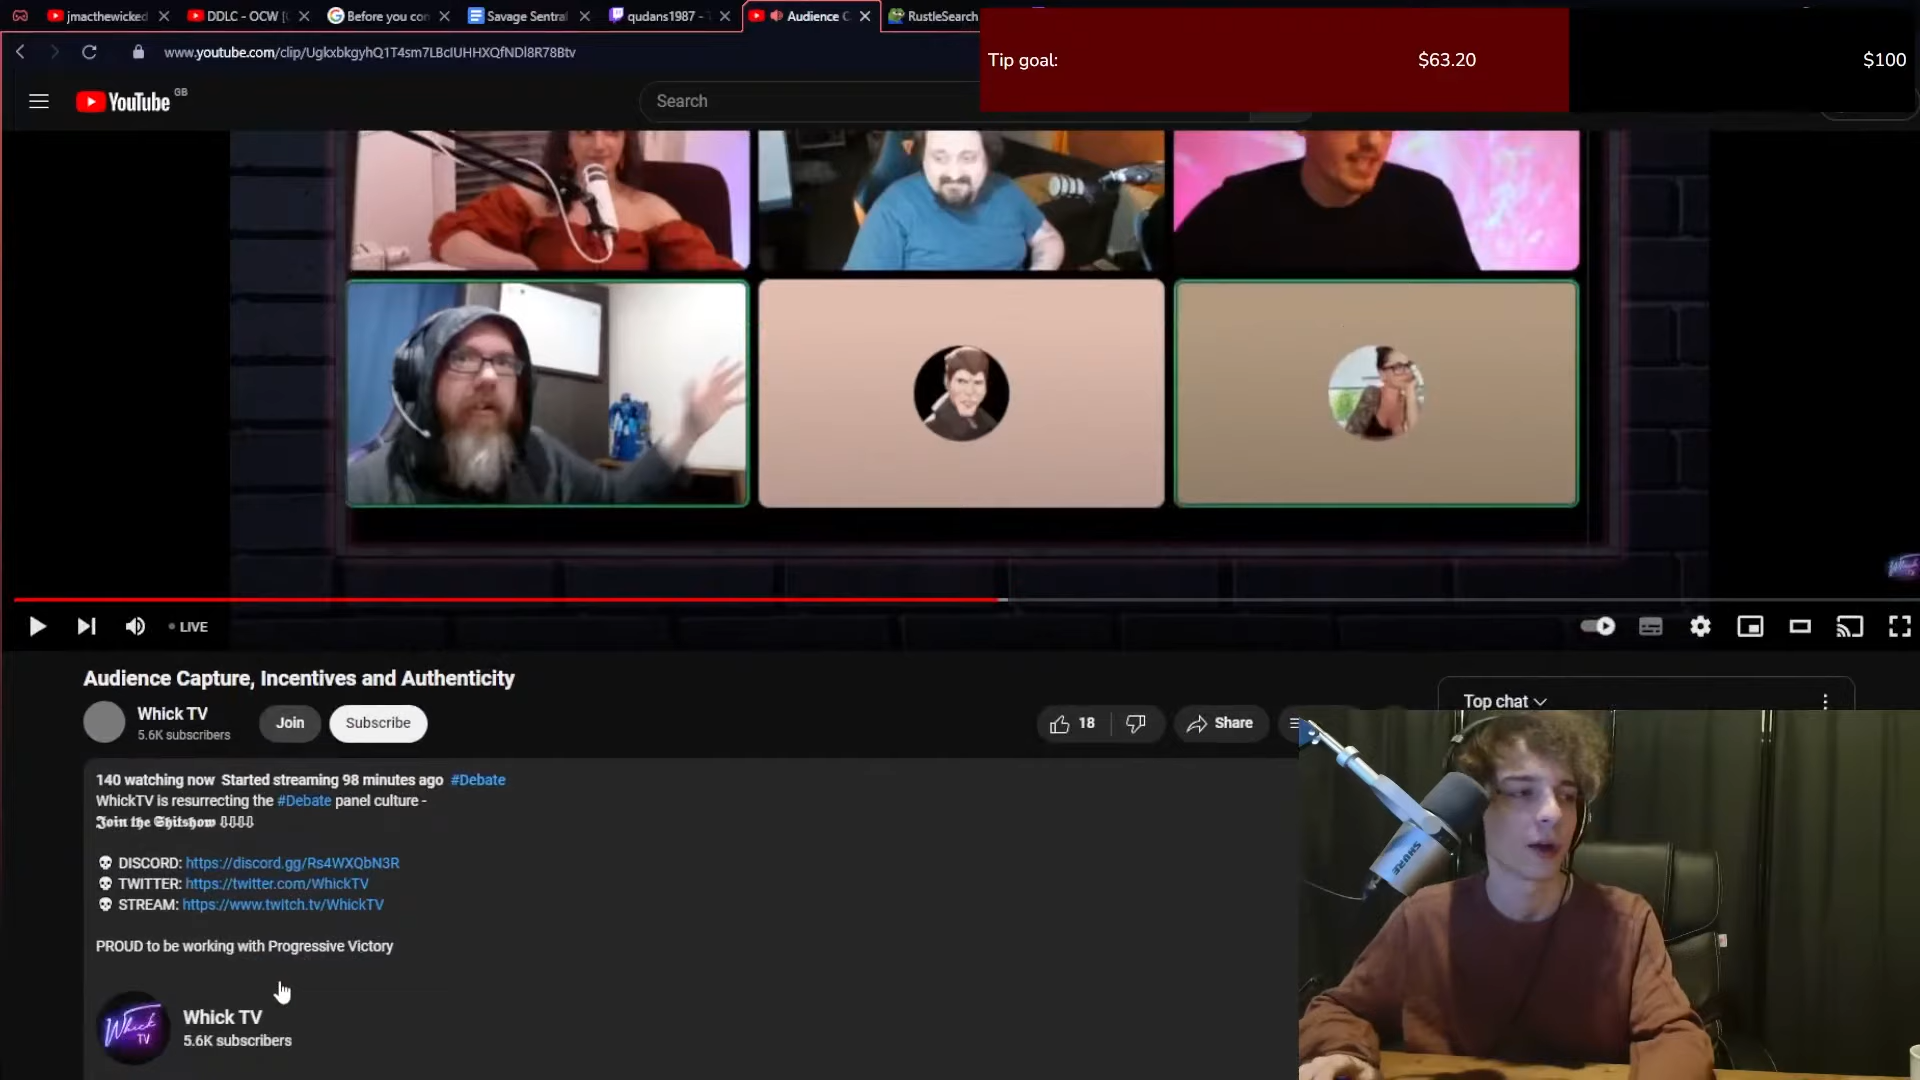 jmacthewicked
DDLC - OCW [
Before you con
Savage Sentral
qudans1987 - T
Audience C
RustleSearch
www.youtube.com/clip/UgkxbkgyhQ1T4sm7LBcIUHHXQfNDl8R78Btv
Tip goal:
$63.20
$100
YouTube GB
Search
LIVE
Audience Capture, Incentives and Authenticity
Whick TV
5.6K subscribers
Join
Subscribe
18
Share
Top chat
140 watching now Started streaming 98 minutes ago #Debate
WhickTV is resurrecting the #Debate panel culture -
𝕵𝖔𝖎𝖓 𝖙𝖍𝖊 𝕾𝖍𝖎𝖙𝖘𝖍𝖔𝖜 ⇩⇩⇩⇩
DISCORD: https://discord.gg/Rs4WXQbN3R
TWITTER: https://twitter.com/WhickTV
STREAM: https://www.twitch.tv/WhickTV
PROUD to be working with Progressive Victory
Whick TV
Whick TV
5.6K subscribers
SHURE